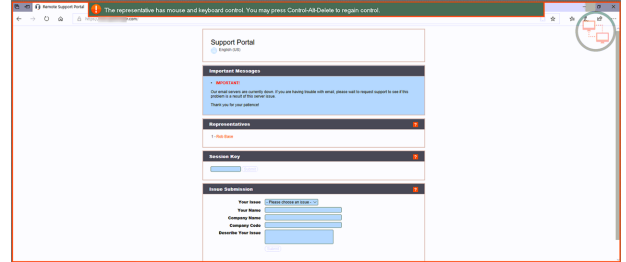 Remote Support Portal
The representative has mouse and keyboard control. You may press Control-Alt-Delete to regain control.
Support Portal
English (US)
Important Messages
IMPORTANT!
Our email servers are currently down. If you are having trouble with email, please wait to request support to see if this
problem is a result of this server issue.
Thank you for your patience!
Representatives
?
Session Key
?
Issue Submission
?
Your Issue
- Please choose an issue -
Your Name
Company Name
Company Code
Describe Your Issue